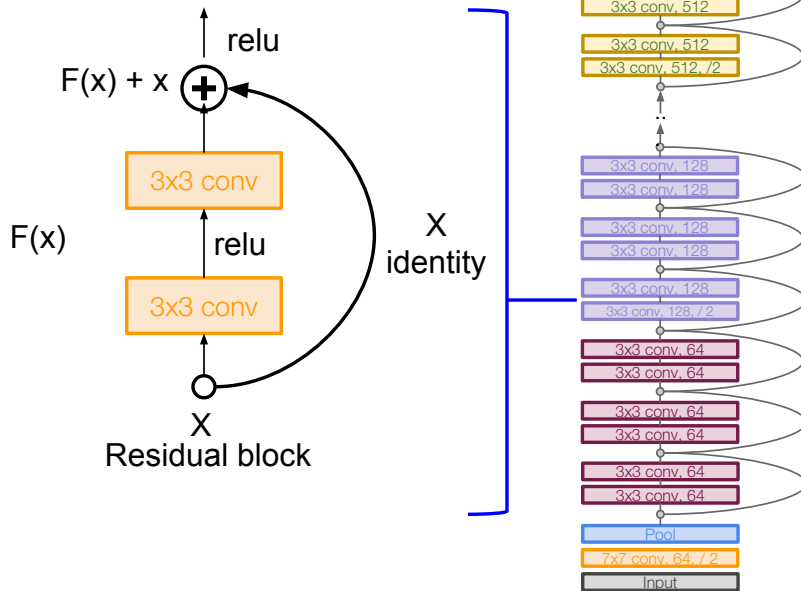 relu
F(x) + x
3x3 conv
F(x)
relu
X
identity
3x3 conv
X
Residual block
3x3 conv, 512
3x3 conv, 512
3x3 conv, 512, /2
..
3x3 conv, 128
3x3 conv, 128
3x3 conv, 128
3x3 conv, 128
3x3 conv, 128
3x3 conv, 128, / 2
3x3 conv, 64
3x3 conv, 64
3x3 conv, 64
3x3 conv, 64
3x3 conv, 64
3x3 conv, 64
Pool
7x7 conv, 64, / 2
Input